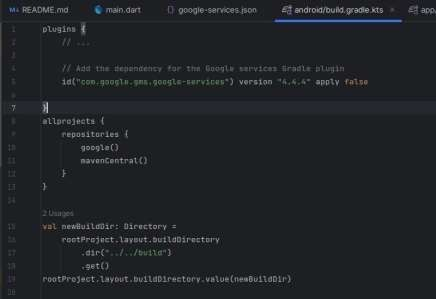 README.md main.dart google-services.json android/build.gradle.kts app/
1 plugins {
2 // ...
3
4 // Add the dependency for the Google services Gradle plugin
5 id("com.google.gms.google-services") version "4.4.4" apply false
6
7 }
8 allprojects {
9 repositories {
10 google()
11 mavenCentral()
12 }
13 }
14
2 Usages
15 val newBuildDir: Directory =
16 rootProject.layout.buildDirectory
17 .dir("../../build")
18 .get()
19 rootProject.layout.buildDirectory.value(newBuildDir)
20